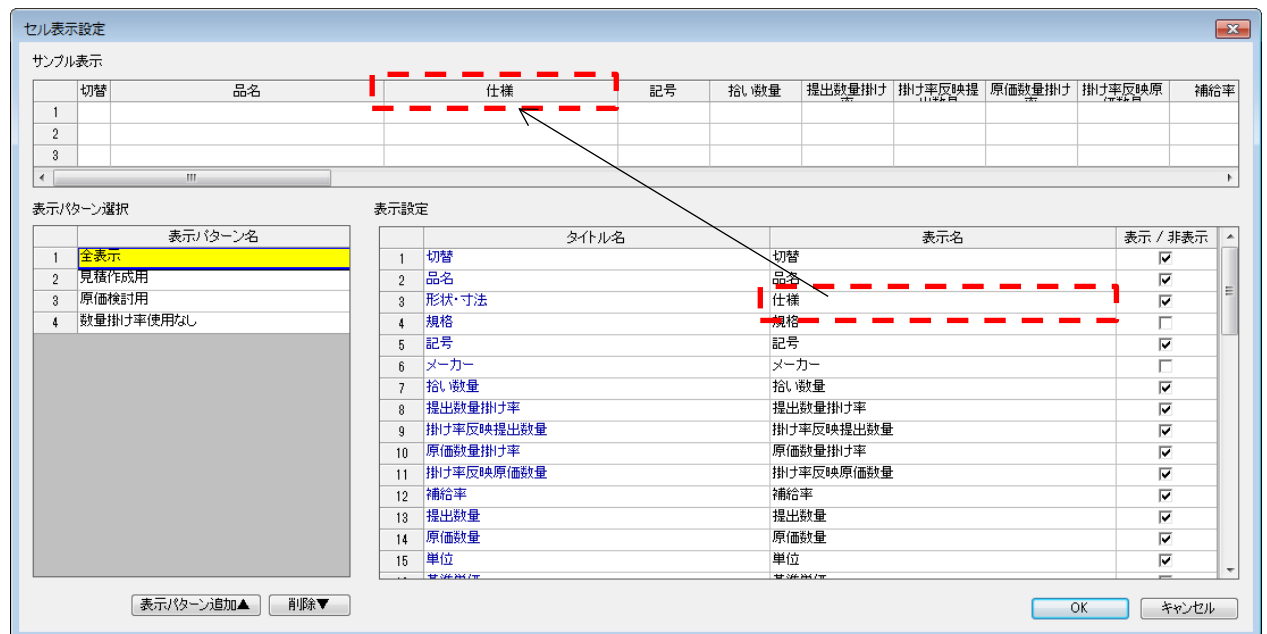 セル表示設定
サンプル表示
切替 品名 仕様 記号 拾い数量 提出数量掛け率 掛け率反映提出数量 原価数量掛け率 掛け率反映原価数量 補給率
1
2
3
表示パターン選択
表示パターン名
1 全表示
2 見積作成用
3 原価検討用
4 数量掛け率使用なし
表示設定
タイトル名 表示名 表示 / 非表示
1 切替 切替
2 品名 品名
3 形状・寸法 仕様
4 規格 規格
5 記号 記号
6 メーカー メーカー
7 拾い数量 拾い数量
8 提出数量掛け率 提出数量掛け率
9 掛け率反映提出数量 掛け率反映提出数量
10 原価数量掛け率 原価数量掛け率
11 掛け率反映原価数量 掛け率反映原価数量
12 補給率 補給率
13 提出数量 提出数量
14 原価数量 原価数量
15 単位 単位
表示パターン追加▲ 削除▼
OK キャンセル